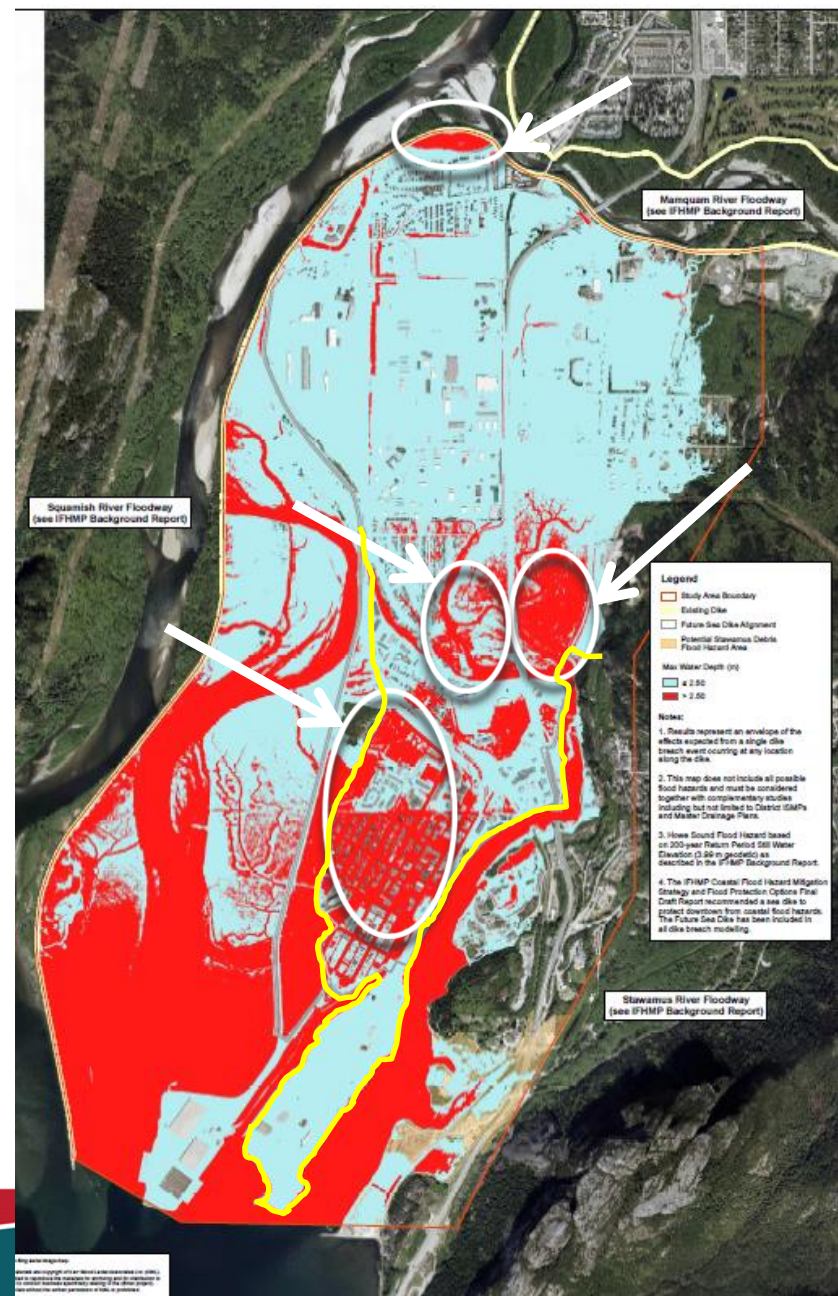 Mamquam River Floodway
(see IFHMP Background Report)
Squamish River Floodway
(see IFHMP Background Report)
Legend
Study Area Boundary
Existing Dike
Future Sea Dike Alignment
Potential Stawamus Debris
Flood Hazard Area
Max Water Depth (m)
≤ 2.50
> 2.50
Notes:
1. Results represent an envelope of the
effects expected from a single dike
breach event ocurring at any location
along the dike.
2. This map does not include all possible
flood hazards and must be considered
together with complementary studies
including but not limited to District ISMPs
and Master Drainage Plans.
3. Howe Sound Flood Hazard based
on 200-year Return Period Still Water
Elevation (3.99 m geodetic) as
described in the IFHMP Background Report.
4. The IFHMP Coastal Flood Hazard Mitigation
Strategy and Flood Protection Options Final
Draft Report recommended a sea dike to
protect downtown from coastal flood hazards.
The Future Sea Dike has been included in
all dike breach modelling.
Stawamus River Floodway
(see IFHMP Background Report)